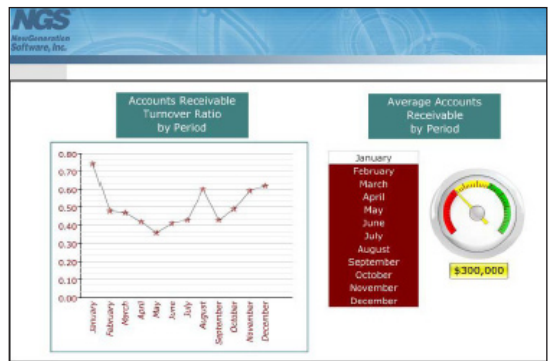 NGS
NewGeneration
Software, Inc.
Accounts Receivable
Turnover Ratio
by Period
0.80
0.70
0.60
0.50
0.40
0.30
0.20
0.10
0.00
January
February
March
April
May
June
July
August
September
October
November
December
Average Accounts
Receivable
by Period
January
February
March
April
May
June
July
August
September
October
November
December
$300,000